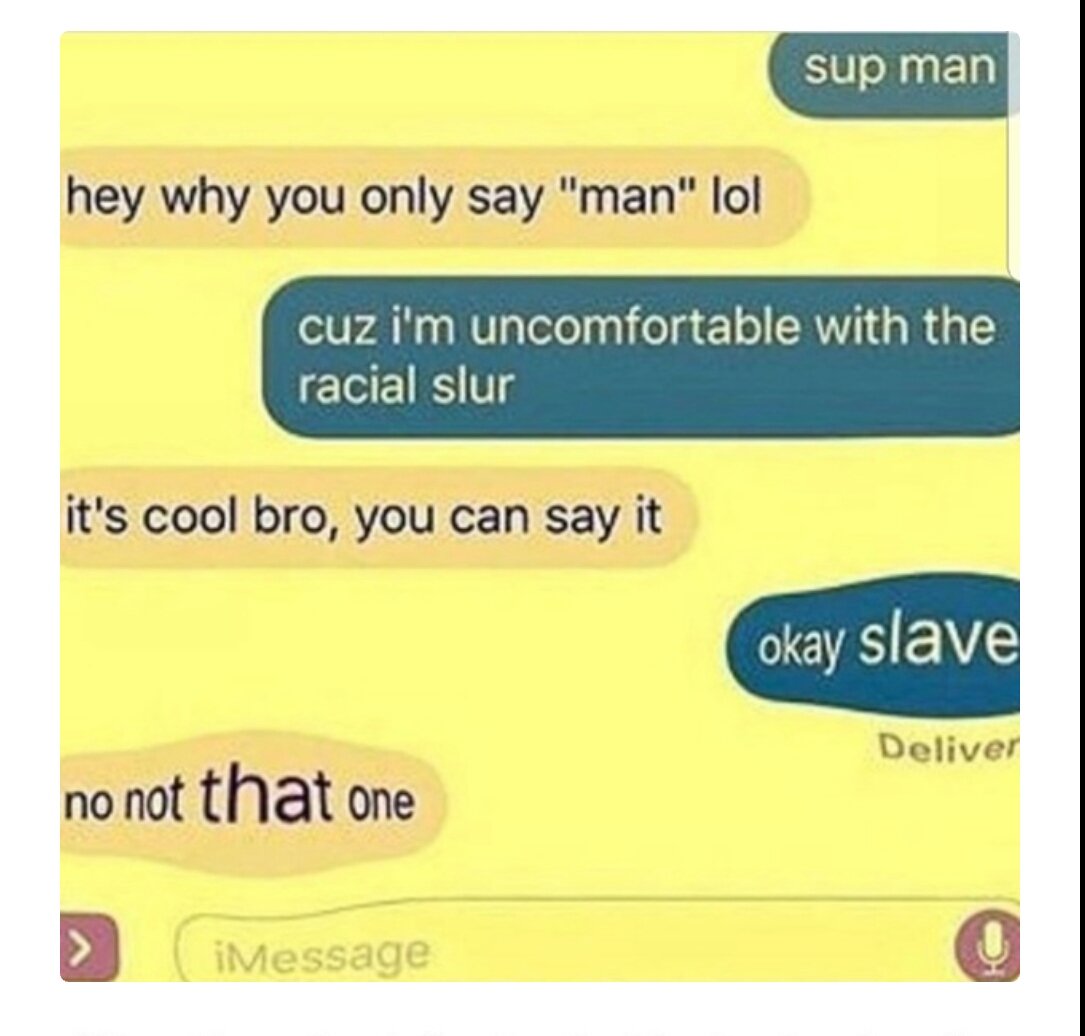 sup man
hey why you only say "man" lol
cuz i'm uncomfortable with the
racial slur
it's cool bro, you can say it
okay slave
Deliver
no not that one
iMessage